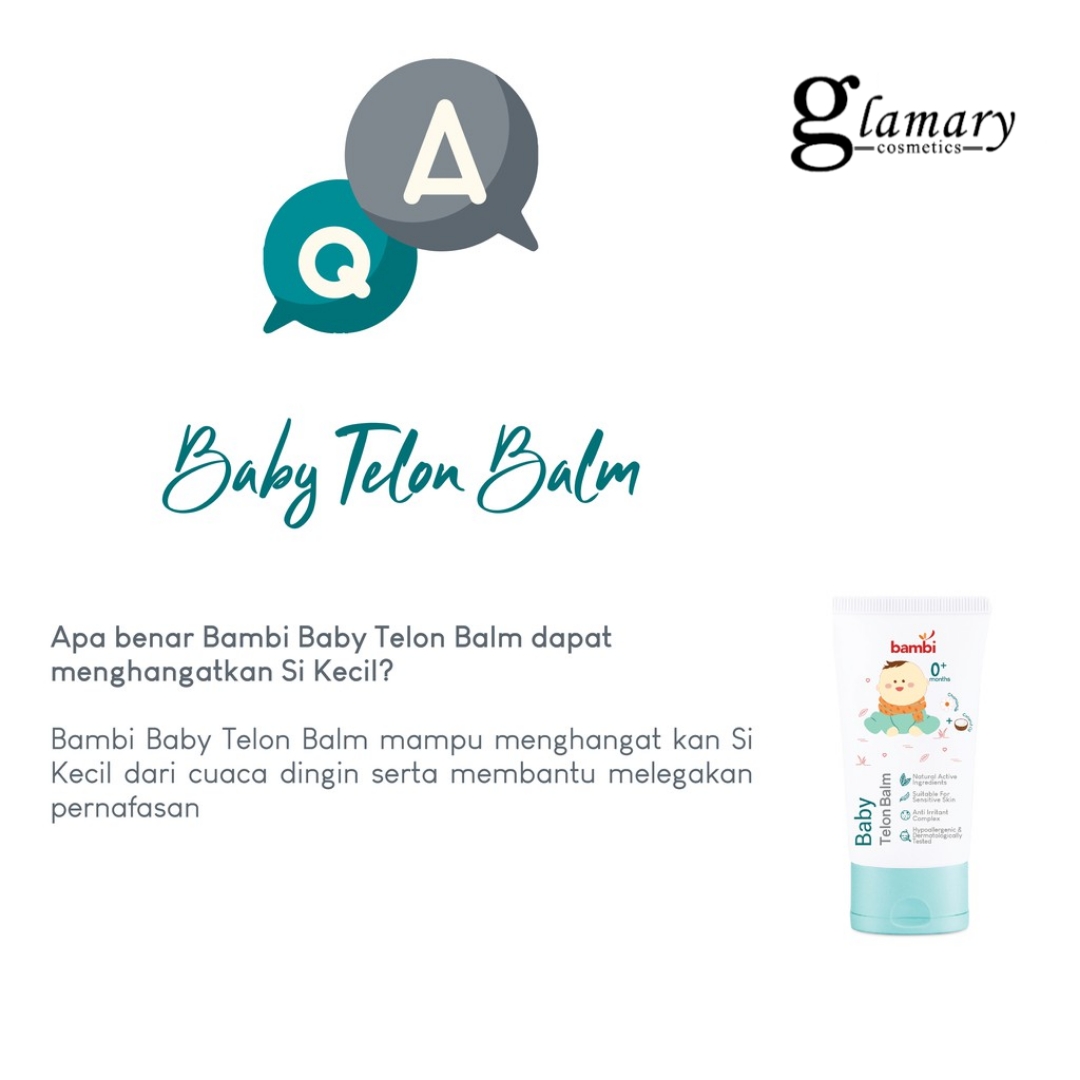 A
Q
glamary
cosmetics
Baby Telon Balm
Apa benar Bambi Baby Telon Balm dapat
menghangatkan Si Kecil?
Bambi Baby Telon Balm mampu menghangat kan Si
Kecil dari cuaca dingin serta membantu melegakan
pernafasan
bambi
0+
months
Baby
Telon Balm
Natural Active
Ingredients
Suitable For
Sensitive Skin
Anti Irritant
Complex
Hypoallergenic &
Dermatologically
Tested